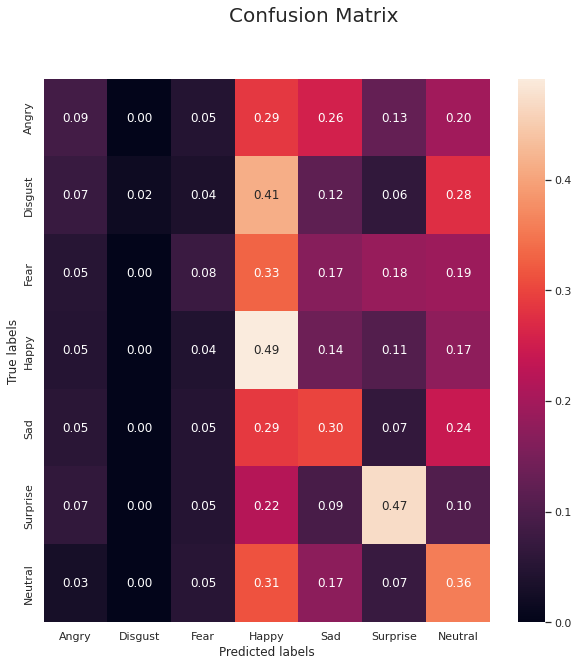 Confusion Matrix
Angry 0.09 0.00 0.05 0.29 0.26 0.13 0.20
Disgust 0.07 0.02 0.04 0.41 0.12 0.06 0.28
Fear 0.05 0.00 0.08 0.33 0.17 0.18 0.19
Happy 0.05 0.00 0.04 0.49 0.14 0.11 0.17
Sad 0.05 0.00 0.05 0.29 0.30 0.07 0.24
Surprise 0.07 0.00 0.05 0.22 0.09 0.47 0.10
Neutral 0.03 0.00 0.05 0.31 0.17 0.07 0.36
True labels
Angry Disgust Fear Happy Sad Surprise Neutral
Predicted labels
0.4
0.3
0.2
0.1
0.0